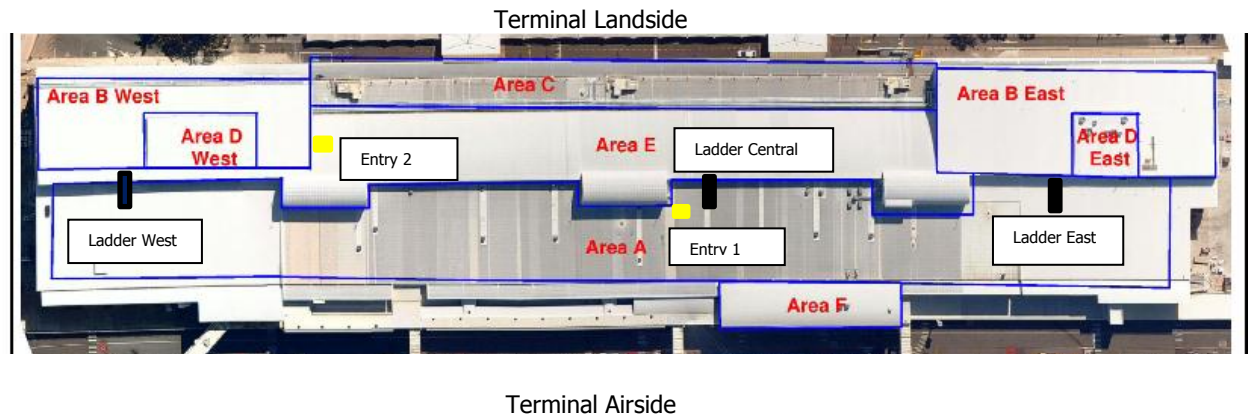 Terminal Landside
Area C
Area B West
Area B East
Area D
West
Area D
East
Entry 2
Area E
Ladder Central
Ladder West
Area A
Entry 1
Ladder East
Area F
Terminal Airside